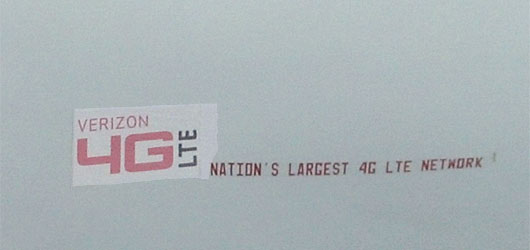 VERIZON
4G LTE
NATION'S LARGEST 4G LTE NETWORK